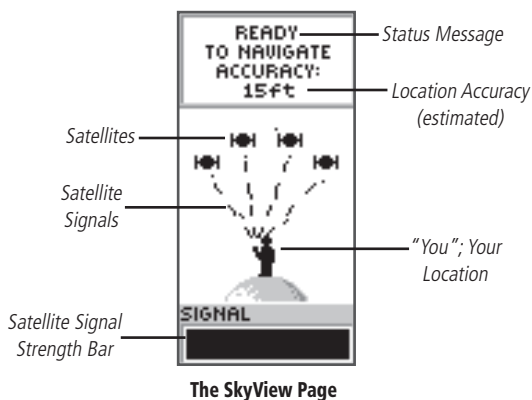 READY
TO NAVIGATE
ACCURACY:
15ft
Status Message
Location Accuracy
(estimated)
Satellites
Satellite
Signals
“You”; Your
Location
SIGNAL
Satellite Signal
Strength Bar
The SkyView Page